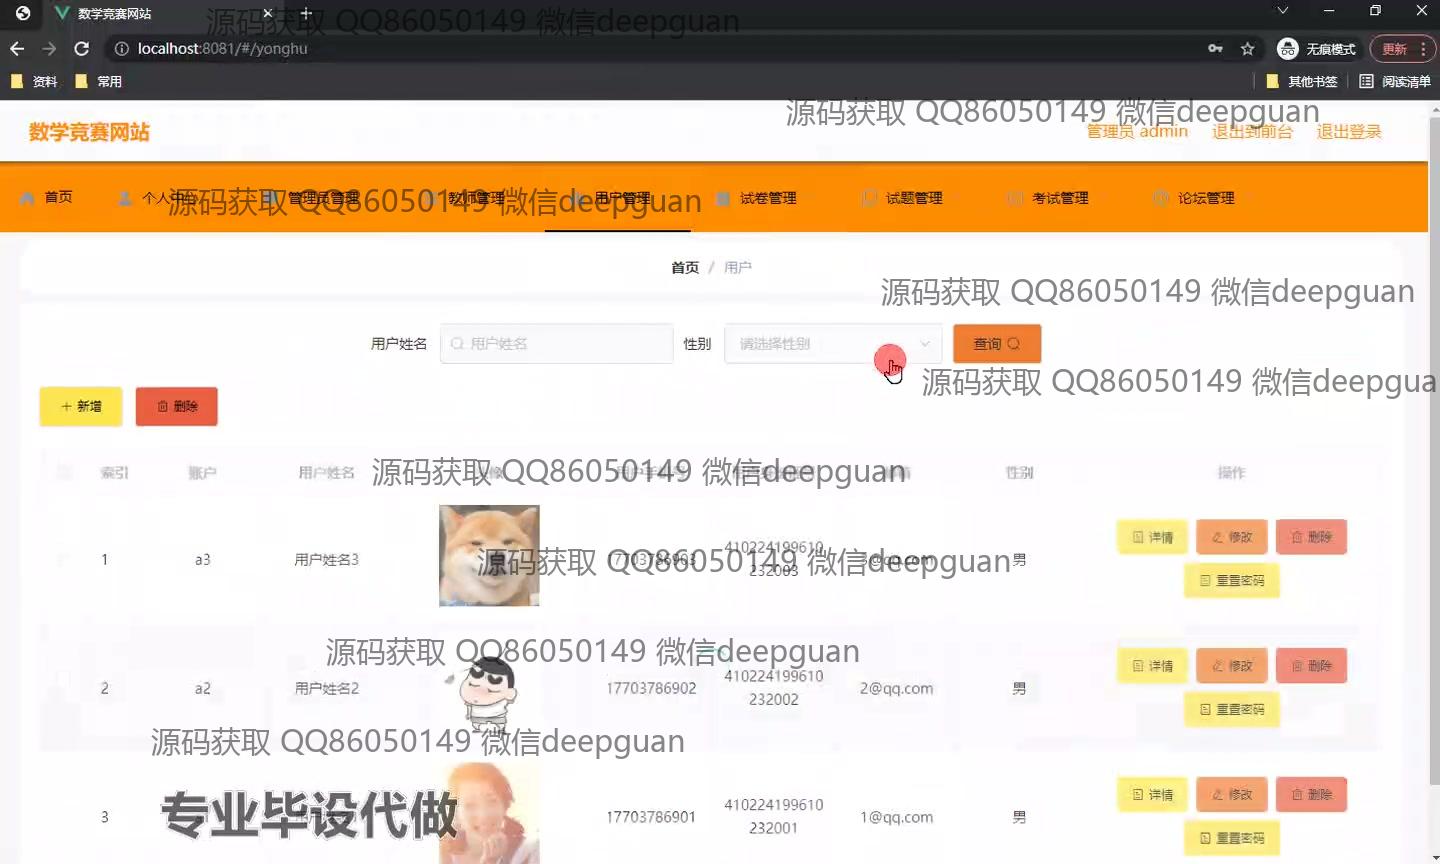 数学竞赛网站
源码获取 QQ86050149 微信deepguan
localhost:8081/#/yonghu
无痕模式
更新
资料
常用
其他书签
阅读清单
源码获取 QQ86050149 微信deepguan
数学竞赛网站
管理员 admin
退出到前台
退出登录
首页
个人中心
管理员管理
教师管理
用户管理
试卷管理
试题管理
考试管理
论坛管理
源码获取 QQ86050149 微信deepguan
首页 / 用户
源码获取 QQ86050149 微信deepguan
用户姓名
用户姓名
性别
请选择性别
查询
源码获取 QQ86050149 微信deepgua
+ 新增
删除
索引
账户
用户姓名
源码获取 QQ86050149 微信deepguan
性别
操作
1
a3
用户姓名3
17703786903
410224199610
232003
3@qq.com
男
详情
修改
删除
重置密码
源码获取 QQ86050149 微信deepguan
源码获取 QQ86050149 微信deepguan
2
a2
用户姓名2
17703786902
410224199610
232002
2@qq.com
男
详情
修改
删除
重置密码
源码获取 QQ86050149 微信deepguan
3
专业毕设代做
17703786901
410224199610
232001
1@qq.com
男
详情
修改
删除
重置密码